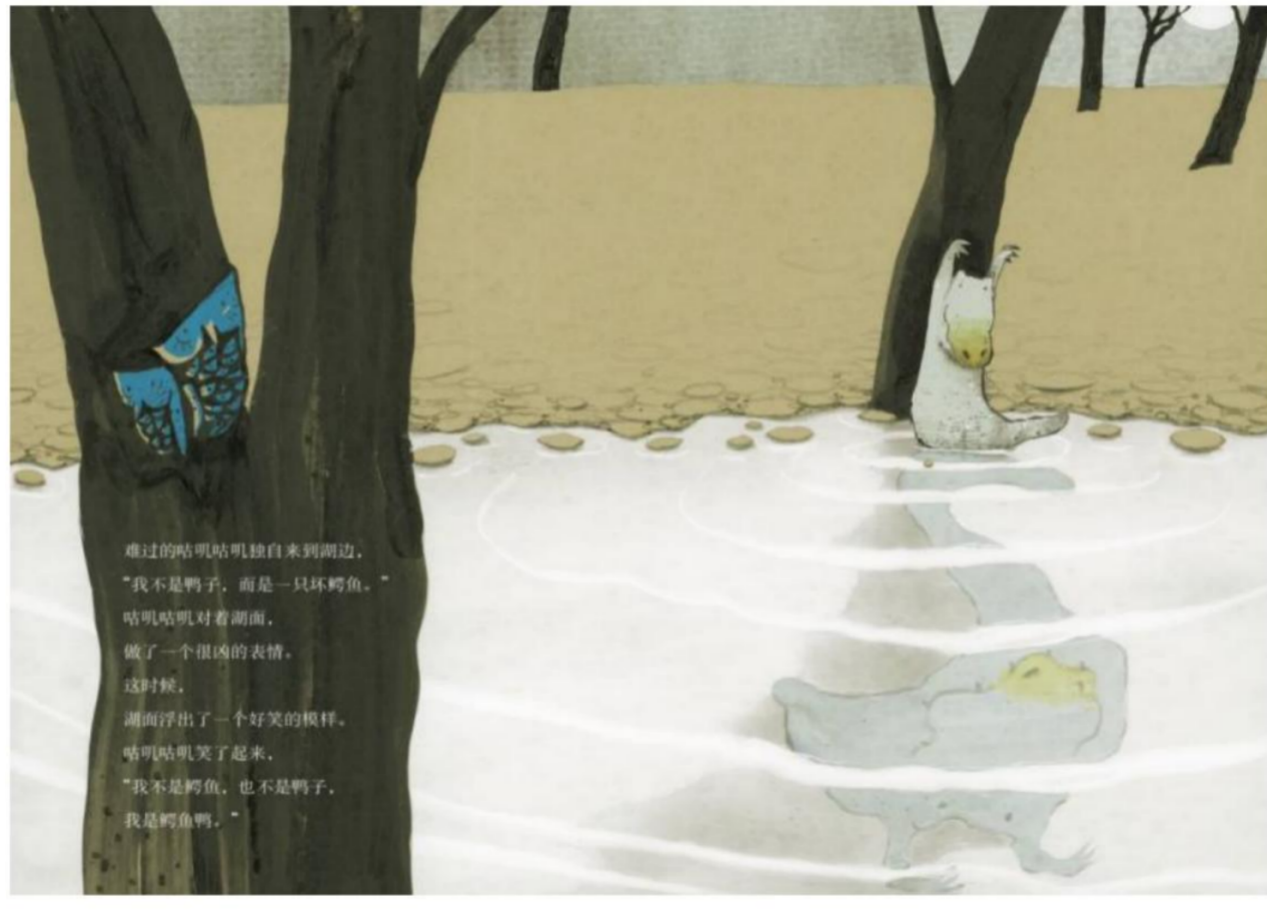 难过的咕叽咕叽独自来到湖边，
“我不是鸭子，而是一只坏鳄鱼。”
咕叽咕叽对着湖面，
做了一个很凶的表情。
这时候，
湖面浮出了一个好笑的模样。
咕叽咕叽笑了起来，
“我不是鳄鱼，也不是鸭子，
我是鳄鱼鸭。”